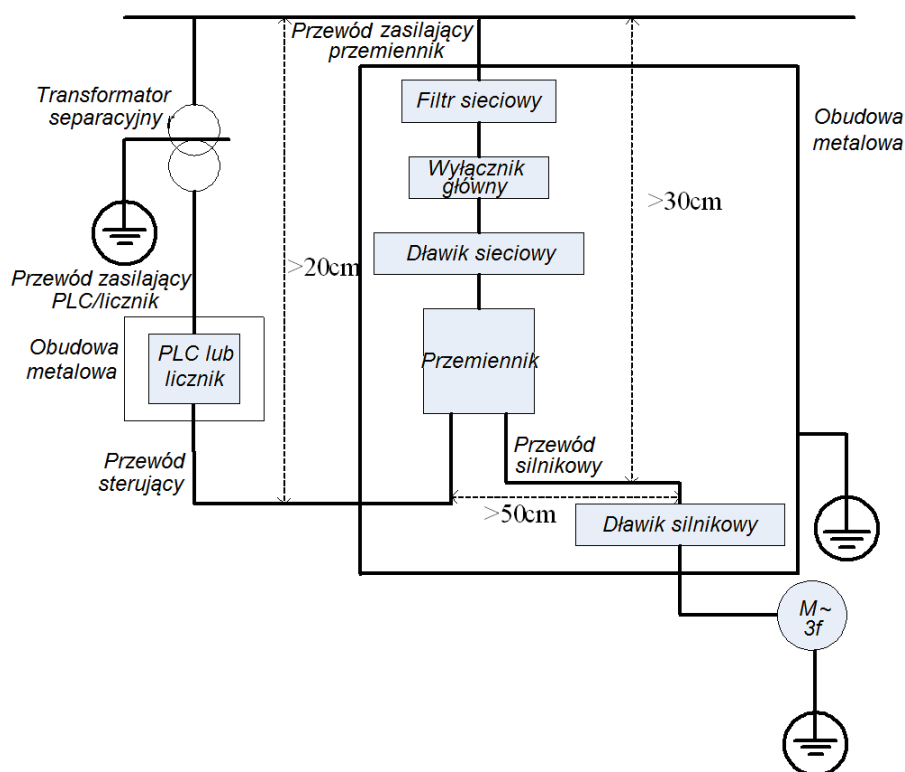 Przewód zasilający
przemiennik
Transformator
separacyjny
Filtr sieciowy
Obudowa
metalowa
Wyłącznik
główny
>30cm
Dławik sieciowy
>20cm
Przewód zasilający
PLC/licznik
Obudowa
metalowa
PLC lub
licznik
Przemiennik
Przewód
silnikowy
Przewód
sterujący
>50cm
Dławik silnikowy
M~
3f